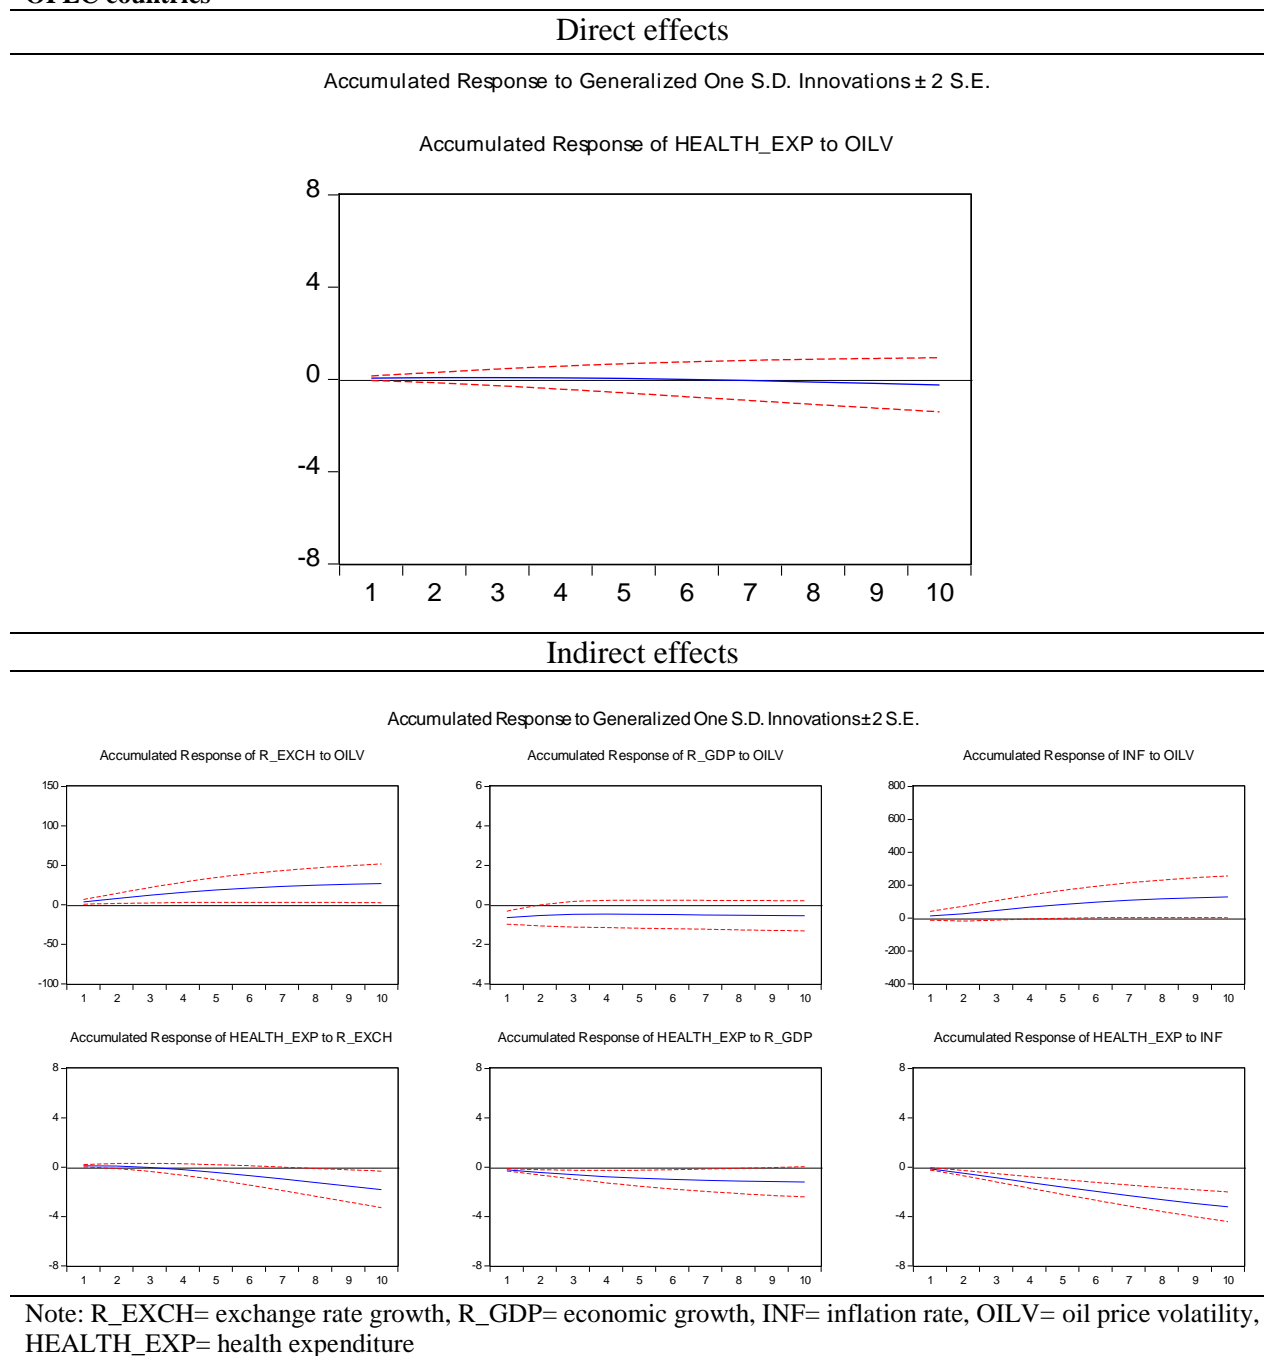 OPEC countries
Direct effects
Accumulated Response to Generalized One S.D. Innovations ± 2 S.E.
Accumulated Response of HEALTH_EXP to OILV
8
4
0
-4
-8
1 2 3 4 5 6 7 8 9 10
Indirect effects
Accumulated Response to Generalized One S.D. Innovations ± 2 S.E.
Accumulated Response of R_EXCH to OILV
150
100
50
0
-50
-100
1 2 3 4 5 6 7 8 9 10
Accumulated Response of R_GDP to OILV
6
4
2
0
-2
-4
1 2 3 4 5 6 7 8 9 10
Accumulated Response of INF to OILV
800
600
400
200
0
-200
-400
1 2 3 4 5 6 7 8 9 10
Accumulated Response of HEALTH_EXP to R_EXCH
8
4
0
-4
-8
1 2 3 4 5 6 7 8 9 10
Accumulated Response of HEALTH_EXP to R_GDP
8
4
0
-4
-8
1 2 3 4 5 6 7 8 9 10
Accumulated Response of HEALTH_EXP to INF
8
4
0
-4
-8
1 2 3 4 5 6 7 8 9 10
Note: R_EXCH= exchange rate growth, R_GDP= economic growth, INF= inflation rate, OILV= oil price volatility,
HEALTH_EXP= health expenditure